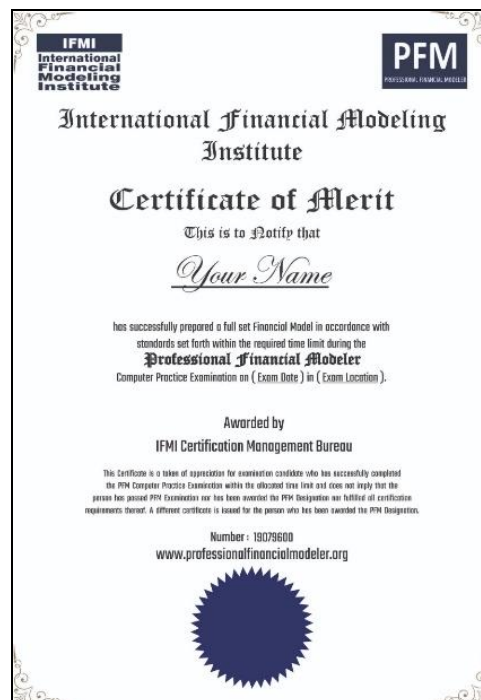 IFMI
International
Financial
Modeling
Institute
PFM
PROFESSIONAL FINANCIAL MODELER
International Financial Modeling
Institute
Certificate of Merit
This is to Notify that
Your Name
has successfully prepared a full set Financial Model in accordance with
standards set forth within the required time limit during the
Professional Financial Modeler
Computer Practice Examination on ( Exam Date ) in ( Exam Location ).
Awarded by
IFMI Certification Management Bureau
This Certificate is a token of appreciation for examination candidate who has successfully completed
the PFM Computer Practice Examination within the allocated time limit and does not imply that the
person has passed PFM Examination nor has been awarded the PFM Designation nor fulfilled all certification
requirements thereof. A different certificate is issued for the person who has been awarded the PFM Designation.
Number : 19079600
www.professionalfinancialmodeler.org